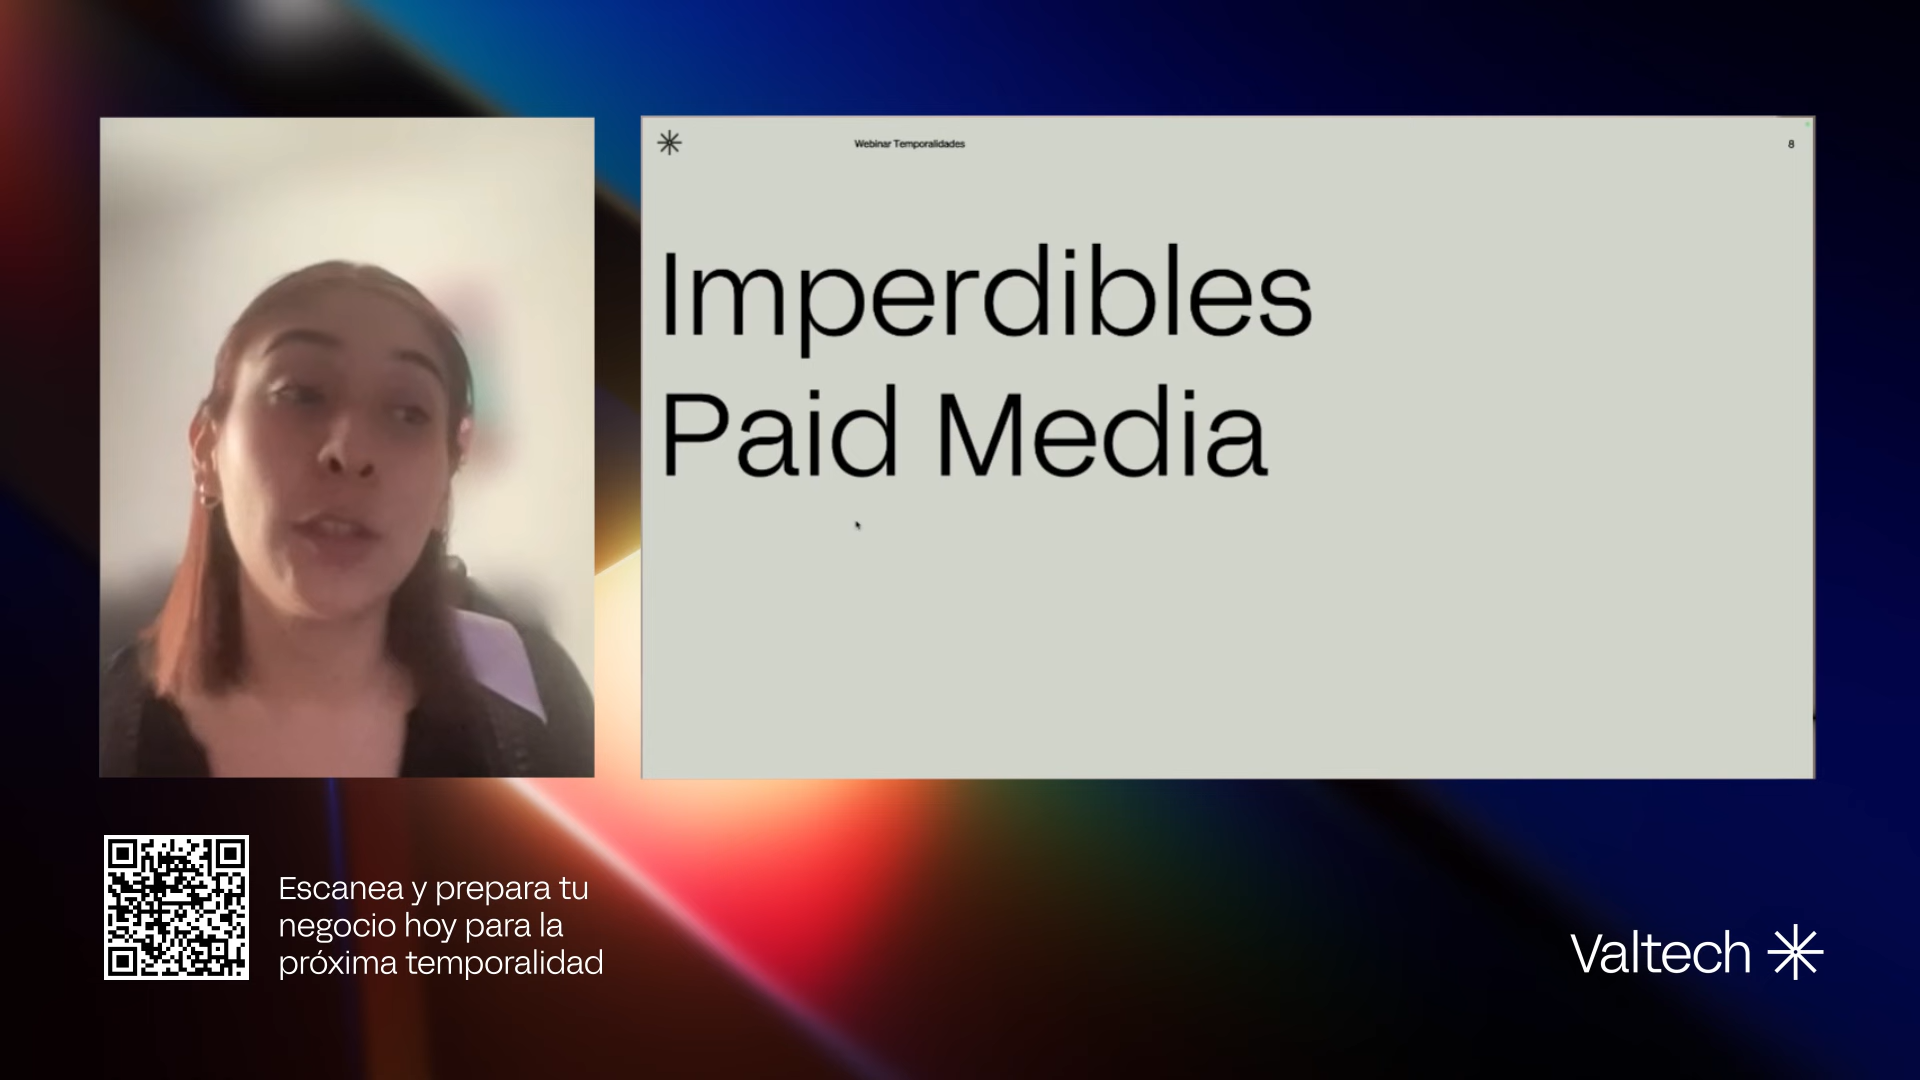 Webinar Temporalidades
8
Imperdibles
Paid Media
Escanea y prepara tu
negocio hoy para la
próxima temporalidad
Valtech